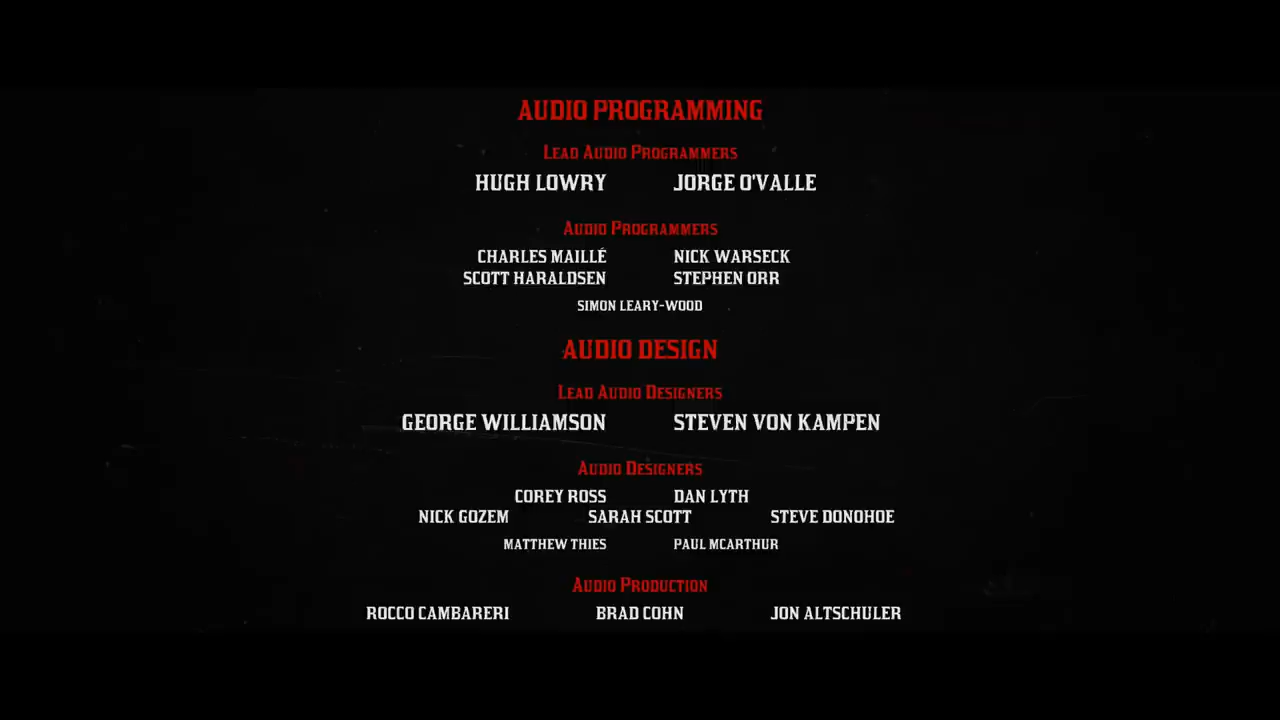 AUDIO PROGRAMMING
LEAD AUDIO PROGRAMMERS
HUGH LOWRY JORGE O'VALLE
AUDIO PROGRAMMERS
CHARLES MAILLÉ NICK WARSECK
SCOTT HARALDSEN STEPHEN ORR
SIMON LEARY-WOOD
AUDIO DESIGN
LEAD AUDIO DESIGNERS
GEORGE WILLIAMSON STEVEN VON KAMPEN
AUDIO DESIGNERS
COREY ROSS DAN LYTH
NICK GOZEM SARAH SCOTT STEVE DONOHOE
MATTHEW THIES PAUL MCARTHUR
AUDIO PRODUCTION
ROCCO CAMBARERI BRAD COHN JON ALTSCHULER